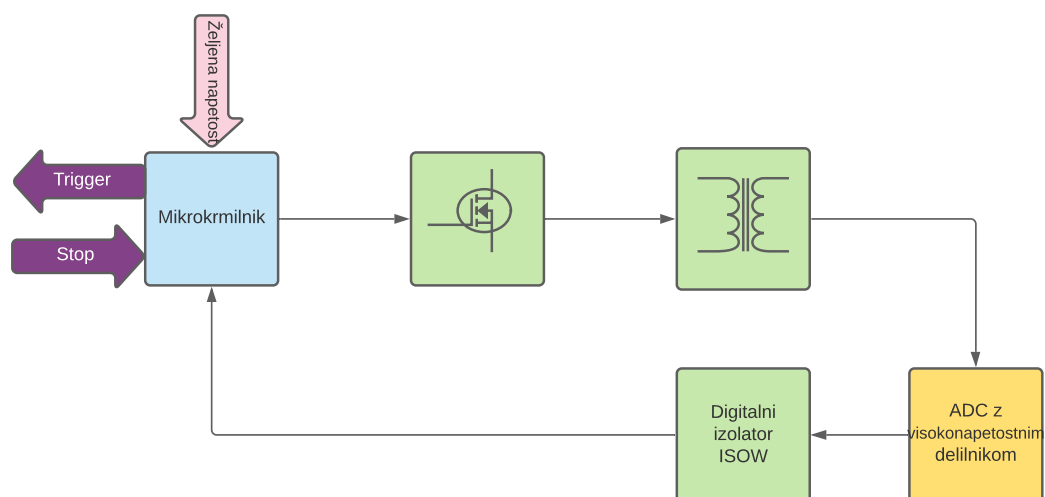 Željena napetost
Trigger
Mikrokrmilnik
Stop
Digitalni
izolator
ISOW
ADC z
visokonapetostnim
delilnikom